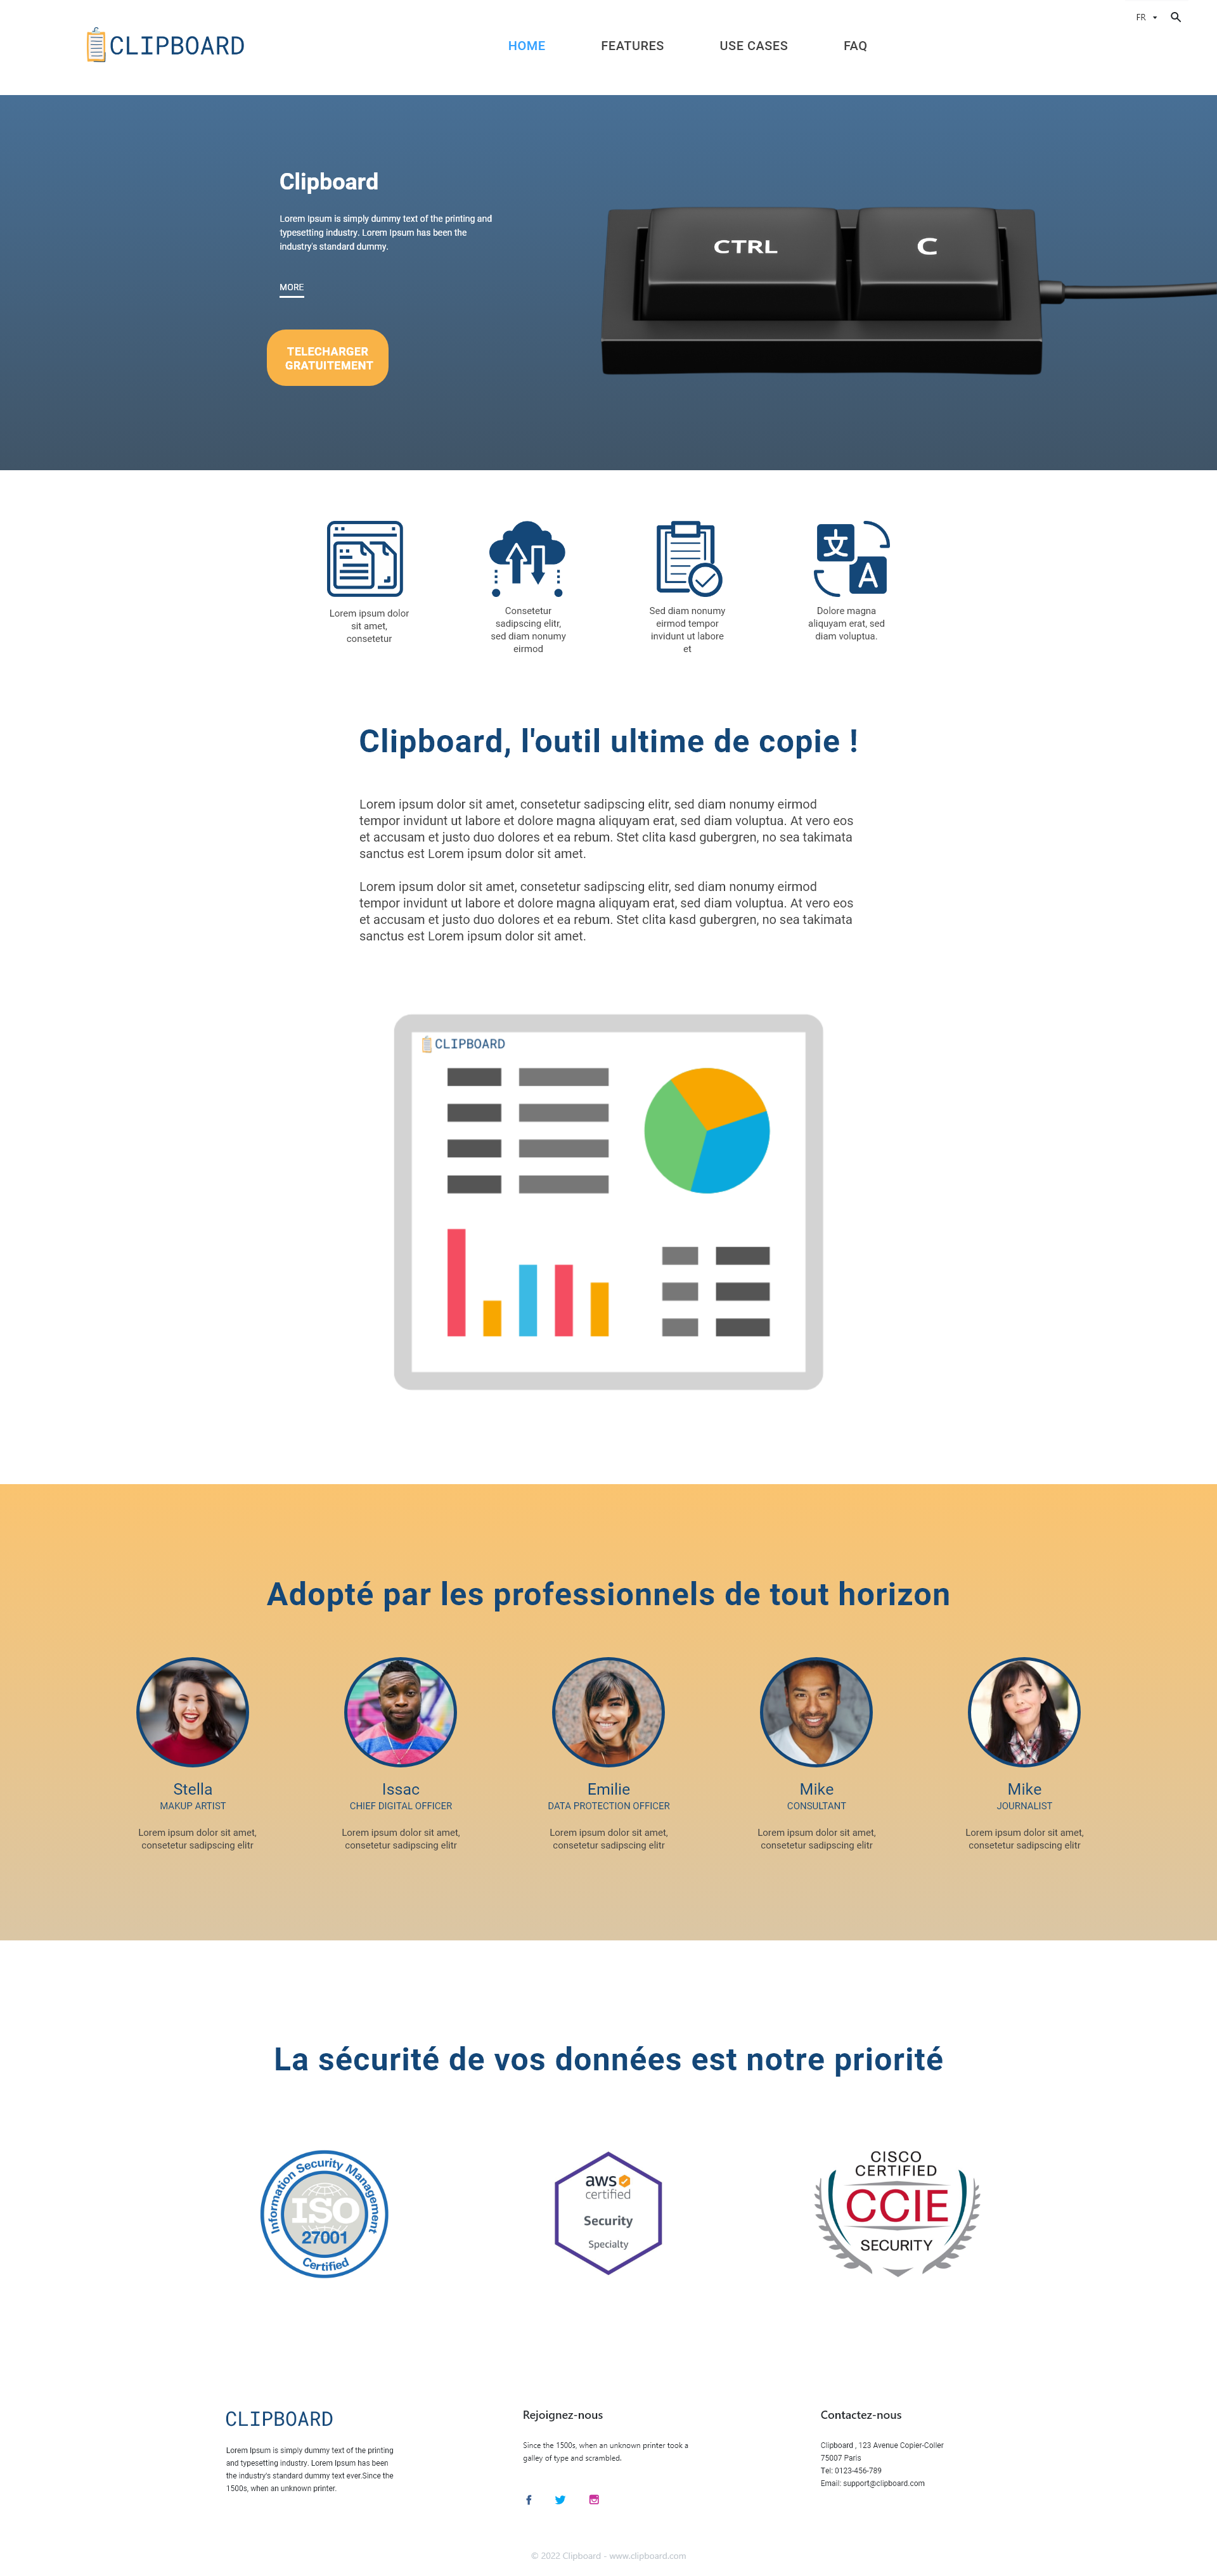 FR
CLIPBOARD
HOME FEATURES USE CASES FAQ
Clipboard
Lorem Ipsum is simply dummy text of the printing and
typesetting industry. Lorem Ipsum has been the
industry's standard dummy.
MORE
TELECHARGER
GRATUITEMENT
CTRL C
Lorem ipsum dolor
sit amet,
consetetur
Consetetur
sadipscing elitr,
sed diam nonumy
eirmod
Sed diam nonumy
eirmod tempor
invidunt ut labore
et
文
A
Dolore magna
aliquyam erat, sed
diam voluptua.
Clipboard, l'outil ultime de copie !
Lorem ipsum dolor sit amet, consetetur sadipscing elitr, sed diam nonumy eirmod
tempor invidunt ut labore et dolore magna aliquyam erat, sed diam voluptua. At vero eos
et accusam et justo duo dolores et ea rebum. Stet clita kasd gubergren, no sea takimata
sanctus est Lorem ipsum dolor sit amet.
Lorem ipsum dolor sit amet, consetetur sadipscing elitr, sed diam nonumy eirmod
tempor invidunt ut labore et dolore magna aliquyam erat, sed diam voluptua. At vero eos
et accusam et justo duo dolores et ea rebum. Stet clita kasd gubergren, no sea takimata
sanctus est Lorem ipsum dolor sit amet.
CLIPBOARD
Adopté par les professionnels de tout horizon
Stella
MAKUP ARTIST
Lorem ipsum dolor sit amet,
consetetur sadipscing elitr
Issac
CHIEF DIGITAL OFFICER
Lorem ipsum dolor sit amet,
consetetur sadipscing elitr
Emilie
DATA PROTECTION OFFICER
Lorem ipsum dolor sit amet,
consetetur sadipscing elitr
Mike
CONSULTANT
Lorem ipsum dolor sit amet,
consetetur sadipscing elitr
Mike
JOURNALIST
Lorem ipsum dolor sit amet,
consetetur sadipscing elitr
La sécurité de vos données est notre priorité
Information Security Management
ISO
27001
Certified
aws
certified
Security
Specialty
CISCO
CERTIFIED
CCIE
SECURITY
CLIPBOARD
Lorem Ipsum is simply dummy text of the printing
and typesetting industry. Lorem Ipsum has been
the industry's standard dummy text ever.Since the
1500s, when an unknown printer.
Rejoignez-nous
Since the 1500s, when an unknown printer took a
galley of type and scrambled.
Contactez-nous
Clipboard , 123 Avenue Copier-Coller
75007 Paris
Tel: 0123-456-789
Email: support@clipboard.com
© 2022 Clipboard - www.clipboard.com